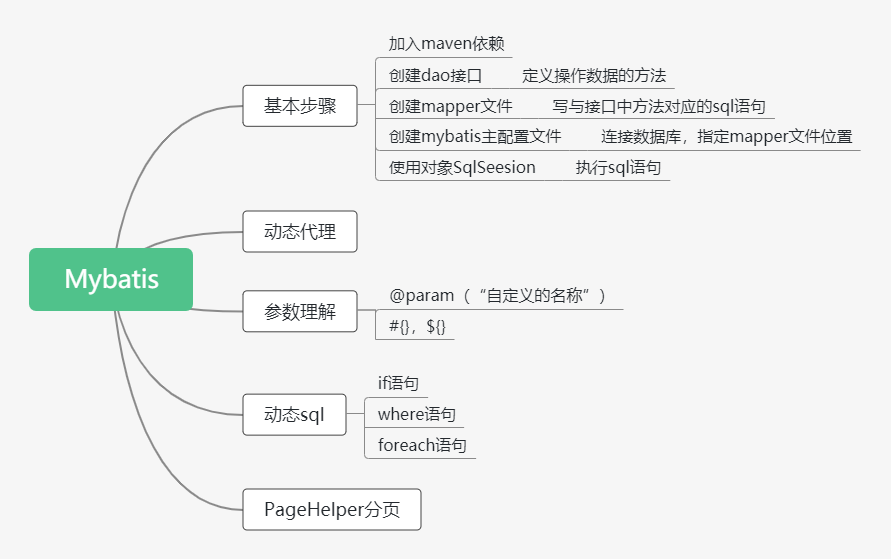 Mybatis
基本步骤
加入maven依赖
创建dao接口 定义操作数据的方法
创建mapper文件 写与接口中方法对应的sql语句
创建mybatis主配置文件 连接数据库，指定mapper文件位置
使用对象SqlSeesion 执行sql语句
动态代理
参数理解
@param（“自定义的名称”）
#{}，${}
动态sql
if语句
where语句
foreach语句
PageHelper分页